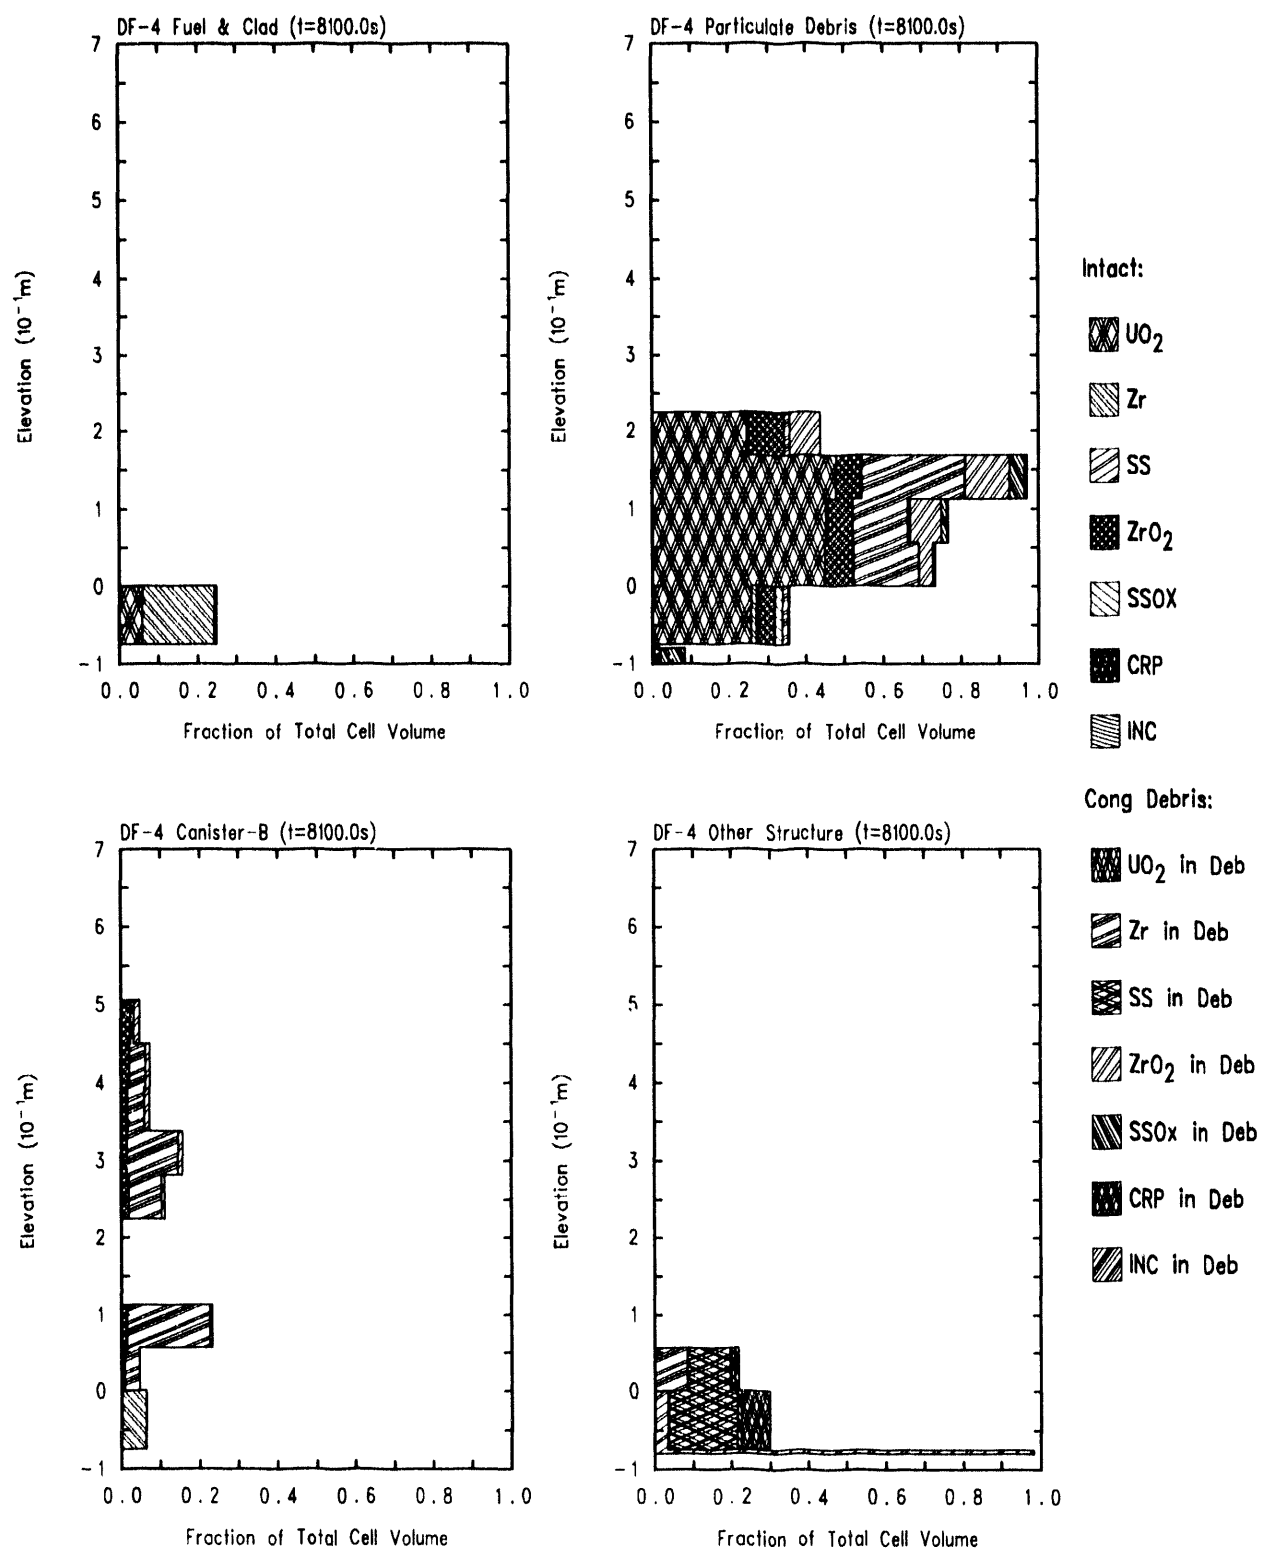 DF-4 Fuel & Clad (t=8100.0s)
7
6
5
4
3
2
1
0
-1
Elevation (10⁻¹m)
0.0 0.2 0.4 0.6 0.8 1.0
Fraction of Total Cell Volume
DF-4 Particulate Debris (t=8100.0s)
7
6
5
4
3
2
1
0
-1
Elevation (10⁻¹m)
0.0 0.2 0.4 0.6 0.8 1.0
Fraction of Total Cell Volume
Intact:
UO₂
Zr
SS
ZrO₂
SSOX
CRP
INC
Cong Debris:
UO₂ in Deb
Zr in Deb
SS in Deb
ZrO₂ in Deb
SSOx in Deb
CRP in Deb
INC in Deb
DF-4 Canister-B (t=8100.0s)
7
6
5
4
3
2
1
0
-1
Elevation (10⁻¹m)
0.0 0.2 0.4 0.6 0.8 1.0
Fraction of Total Cell Volume
DF-4 Other Structure (t=8100.0s)
7
6
5
4
3
2
1
0
-1
Elevation (10⁻¹m)
0.0 0.2 0.4 0.6 0.8 1.0
Fraction of Total Cell Volume